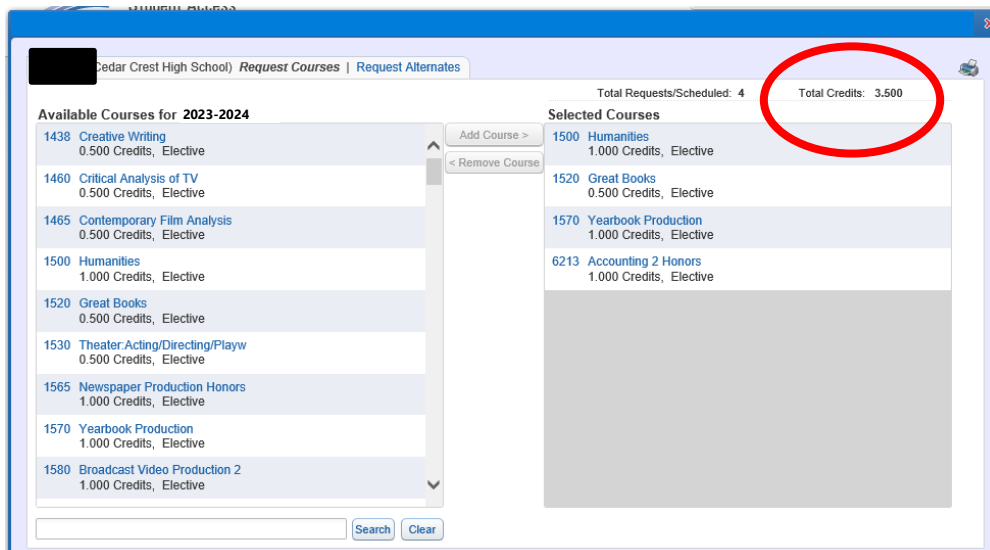 Student Access
Cedar Crest High School) Request Courses | Request Alternates
Total Requests/Scheduled: 4 Total Credits: 3.500
Available Courses for 2023-2024
1438 Creative Writing
0.500 Credits, Elective
1460 Critical Analysis of TV
0.500 Credits, Elective
1465 Contemporary Film Analysis
0.500 Credits, Elective
1500 Humanities
1.000 Credits, Elective
1520 Great Books
0.500 Credits, Elective
1530 Theater:Acting/Directing/Playw
0.500 Credits, Elective
1565 Newspaper Production Honors
1.000 Credits, Elective
1570 Yearbook Production
1.000 Credits, Elective
1580 Broadcast Video Production 2
1.000 Credits, Elective
Search Clear
Add Course >
< Remove Course
Selected Courses
1500 Humanities
1.000 Credits, Elective
1520 Great Books
0.500 Credits, Elective
1570 Yearbook Production
1.000 Credits, Elective
6213 Accounting 2 Honors
1.000 Credits, Elective